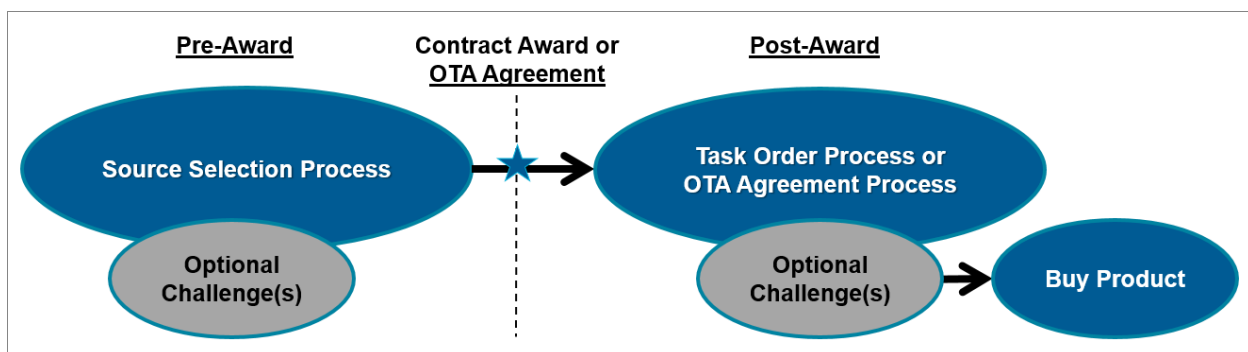 Pre-Award
Contract Award or
OTA Agreement
Post-Award
Source Selection Process
Task Order Process or
OTA Agreement Process
Optional
Challenge(s)
Optional
Challenge(s)
Buy Product